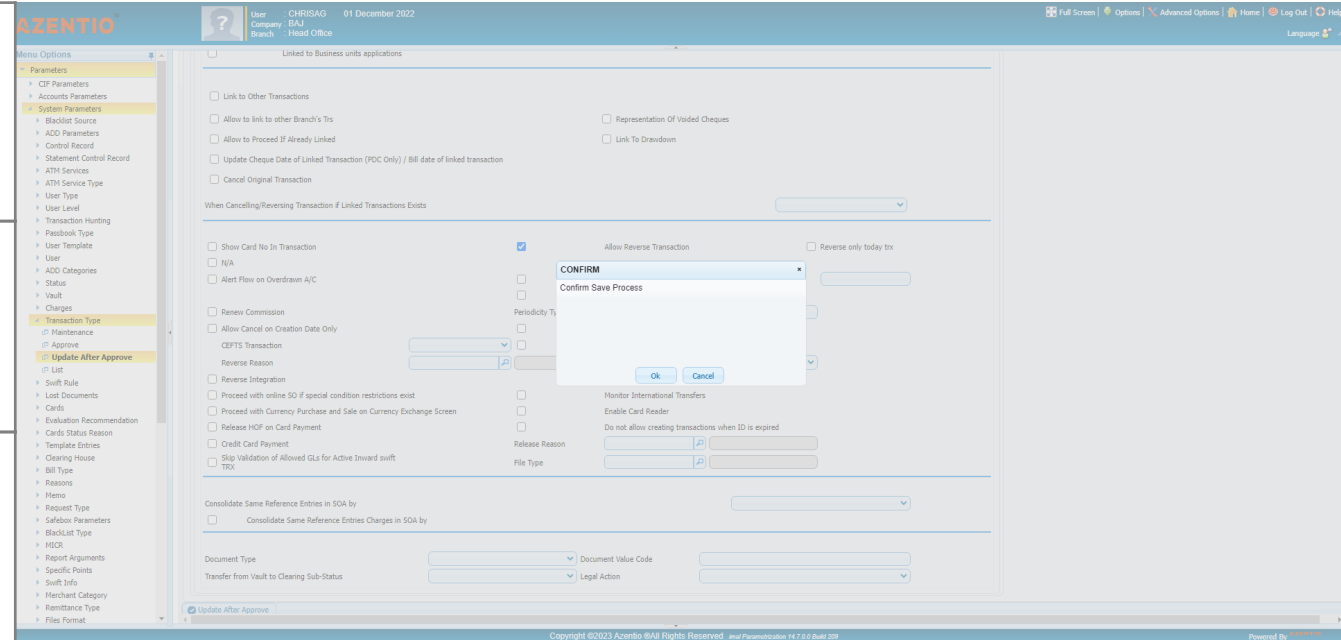 AZENTIO
User : CHRISAG 01 December 2022
Company : BAJ
Branch : Head Office
Full Screen | Options | Advanced Options | Home | Log Out | Help
Language
Menu Options
Parameters
CIF Parameters
Accounts Parameters
System Parameters
Blacklist Source
ADD Parameters
Control Record
Statement Control Record
ATM Services
ATM Service Type
User Type
User Level
Transaction Hunting
Passbook Type
User Template
User
ADD Categories
Status
Vault
Charges
Transaction Type
Maintenance
Approve
Update After Approve
List
Swift Rule
Lost Documents
Cards
Evaluation Recommendation
Cards Status Reason
Template Entries
Clearing House
Bill Type
Reasons
Memo
Request Type
Safebox Parameters
BlackList Type
MICR
Report Arguments
Specific Points
Swift Info
Merchant Category
Remittance Type
Files Format
Linked to Business units applications
Link to Other Transactions
Allow to link to other Branch's Trs Representation Of Voided Cheques
Allow to Proceed If Already Linked Link To Drawdown
Update Cheque Date of Linked Transaction (PDC Only) / Bill date of linked transaction
Cancel Original Transaction
When Cancelling/Reversing Transaction if Linked Transactions Exists
Show Card No In Transaction Allow Reverse Transaction Reverse only today trx
N/A
Alert Flow on Overdrawn A/C
Renew Commission Periodicity Ty
Allow Cancel on Creation Date Only
CEFTS Transaction
Reverse Reason
Reverse Integration
CONFIRM
Confirm Save Process
Ok Cancel
Proceed with online SO if special condition restrictions exist Monitor International Transfers
Proceed with Currency Purchase and Sale on Currency Exchange Screen Enable Card Reader
Release HOF on Card Payment Do not allow creating transactions when ID is expired
Credit Card Payment Release Reason
Skip Validation of Allowed GLs for Active Inward swift
TRX File Type
Consolidate Same Reference Entries in SOA by
Consolidate Same Reference Entries Charges in SOA by
Document Type Document Value Code
Transfer from Vault to Clearing Sub-Status Legal Action
Update After Approve
Copyright ©2023 Azentio ®All Rights Reserved imal Parametrization 14.7.0.0 Build 209
Powered By